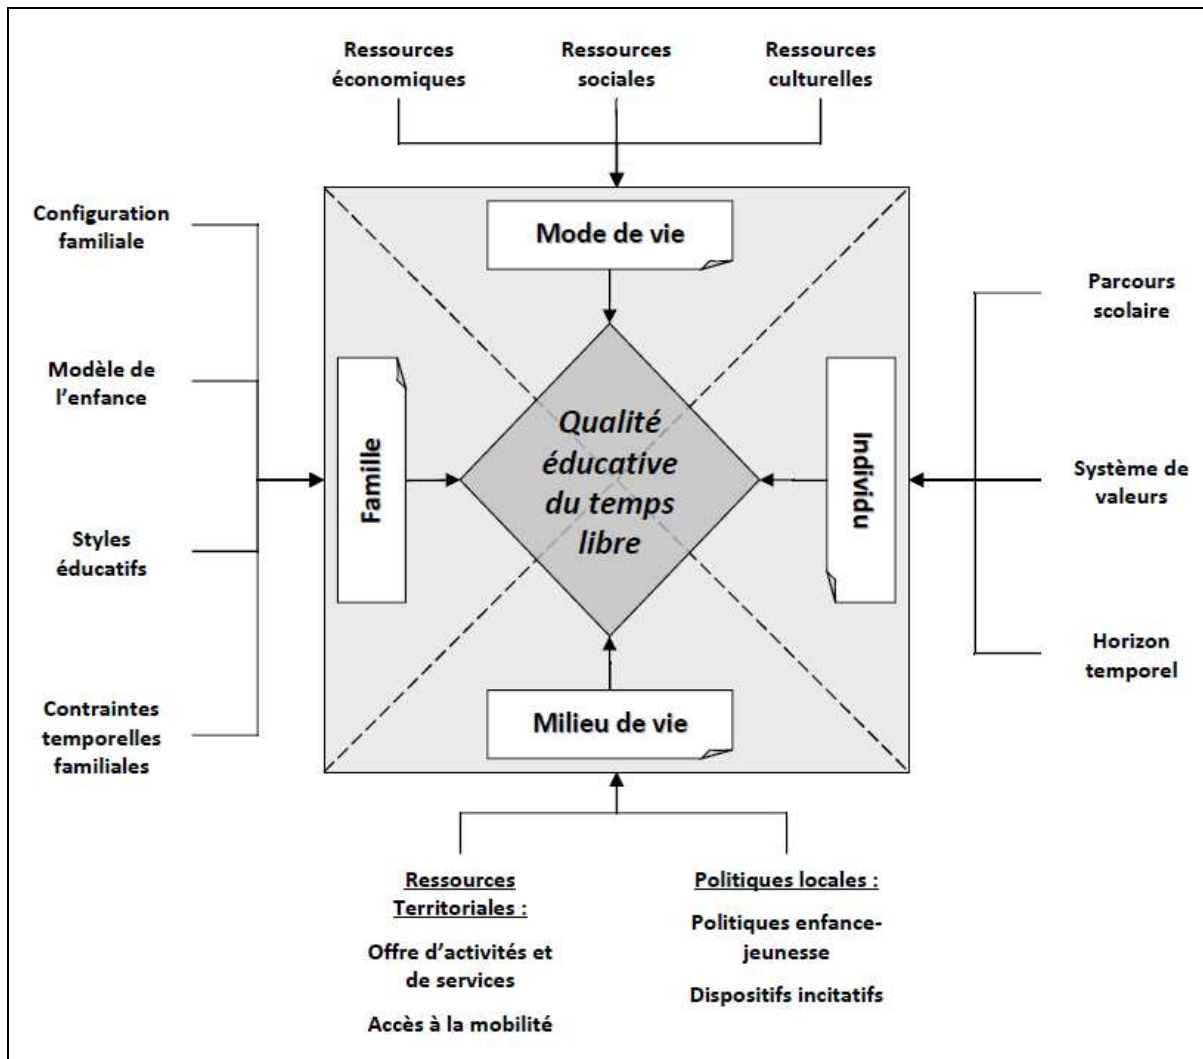 Ressources
économiques
Ressources
sociales
Ressources
culturelles
Configuration
familiale
Modèle de
l'enfance
Styles
éducatifs
Contraintes
temporelles
familiales
Mode de vie
Famille
Qualité
éducative
du temps
libre
Individu
Milieu de vie
Parcours
scolaire
Système de
valeurs
Horizon
temporel
Ressources
Territoriales :
Offre d'activités et
de services
Accès à la mobilité
Politiques locales :
Politiques enfance-
jeunesse
Dispositifs incitatifs